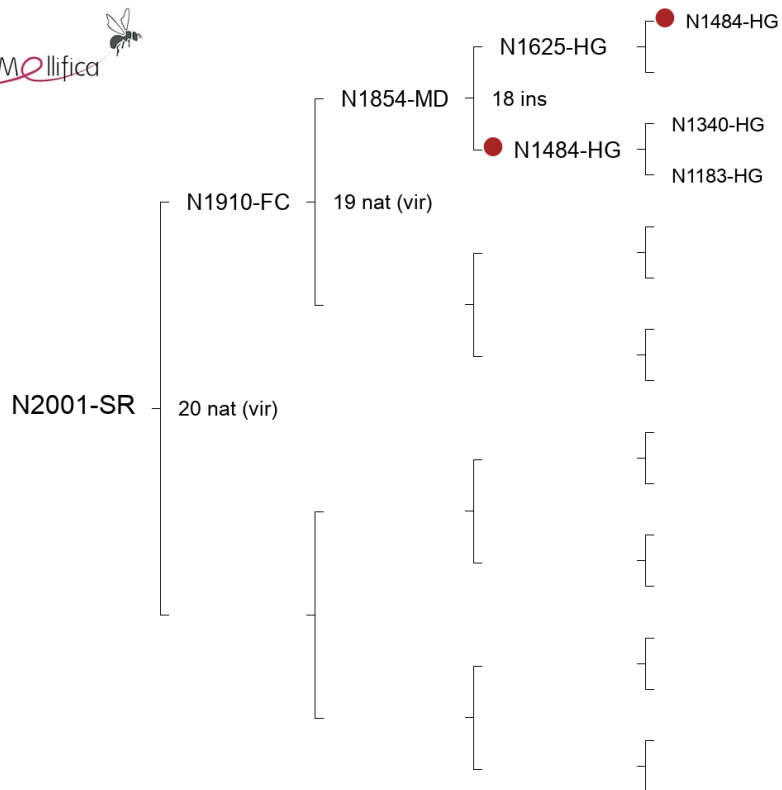 Mellifica
N1484-HG
N1625-HG
N1854-MD
18 ins
N1484-HG
N1340-HG
N1183-HG
N1910-FC
19 nat (vir)
N2001-SR
20 nat (vir)